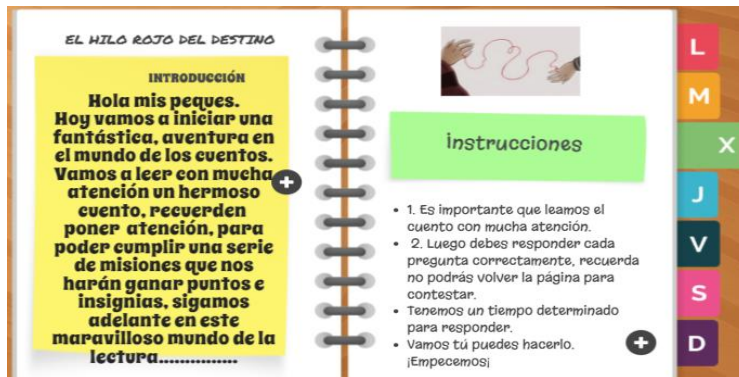 EL HILO ROJO DEL DESTINO
INTRODUCCIÓN
Hola mis peques.
Hoy vamos a iniciar una
fantástica, aventura en
el mundo de los cuentos.
Vamos a leer con mucha
atención un hermoso
cuento, recuerden
poner atención, para
poder cumplir una serie
de misiones que nos
harán ganar puntos e
insignias, sigamos
adelante en este
maravilloso mundo de la
lectura...............
instrucciones
• 1. Es importante que leamos el
cuento con mucha atención.
• 2. Luego debes responder cada
pregunta correctamente, recuerda
no podrás volver la página para
contestar.
• Tenemos un tiempo determinado
para responder.
• Vamos tú puedes hacerlo.
¡Empecemos¡
L
M
X
J
V
S
D